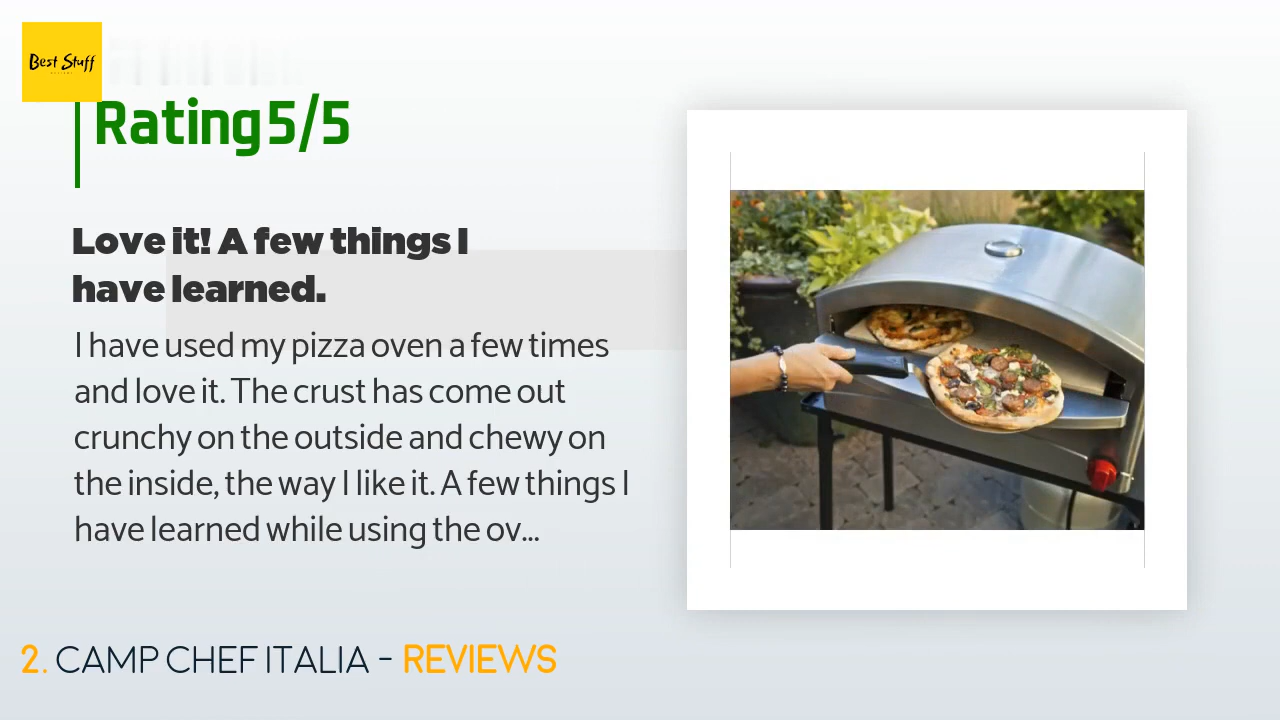 Best Stuff
Rating 5/5
Love it! A few things I
have learned.
I have used my pizza oven a few times
and love it. The crust has come out
crunchy on the outside and chewy on
the inside, the way I like it. A few things I
have learned while using the ov...
2. CAMP CHEF ITALIA - REVIEWS